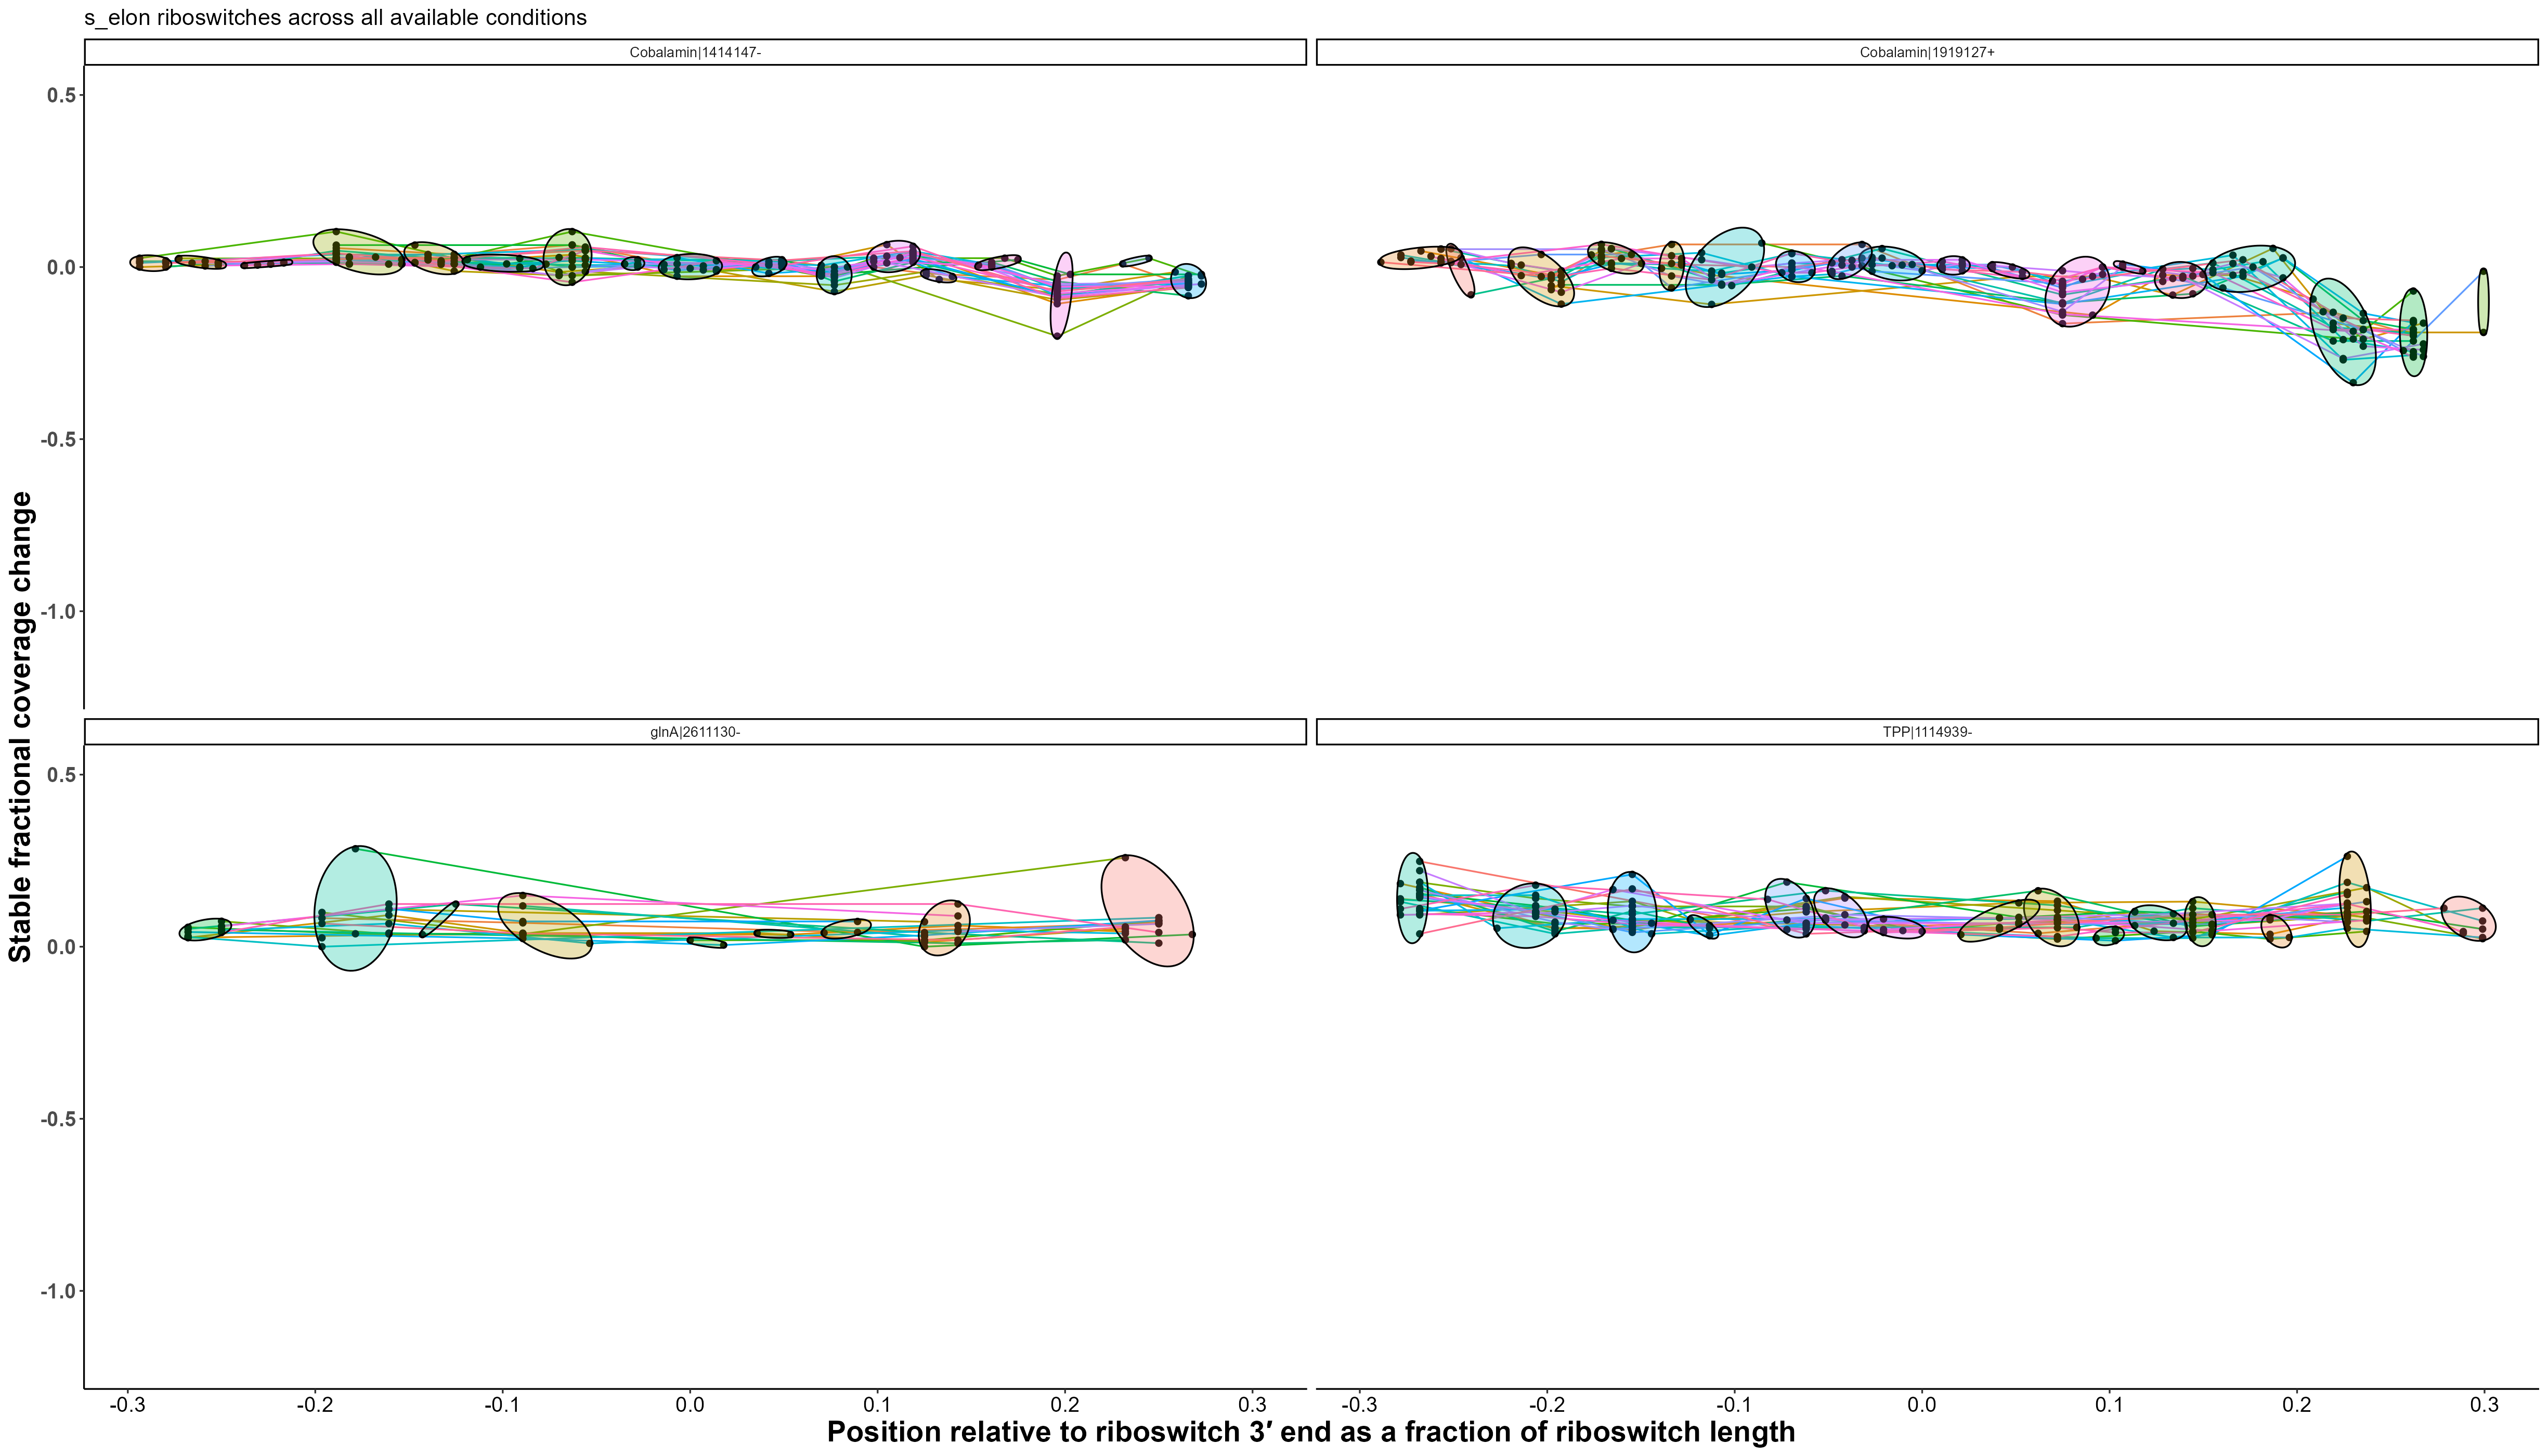 s_elon riboswitches across all available conditions
Cobalamin|1414147-
Cobalamin|1919127+
0.5
0.0
-0.5
-1.0
glnA|2611130-
TPP|1114939-
0.5
0.0
-0.5
-1.0
Stable fractional coverage change
-0.3 -0.2 -0.1 0.0 0.1 0.2 0.3
-0.3 -0.2 -0.1 0.0 0.1 0.2 0.3
Position relative to riboswitch 3′ end as a fraction of riboswitch length